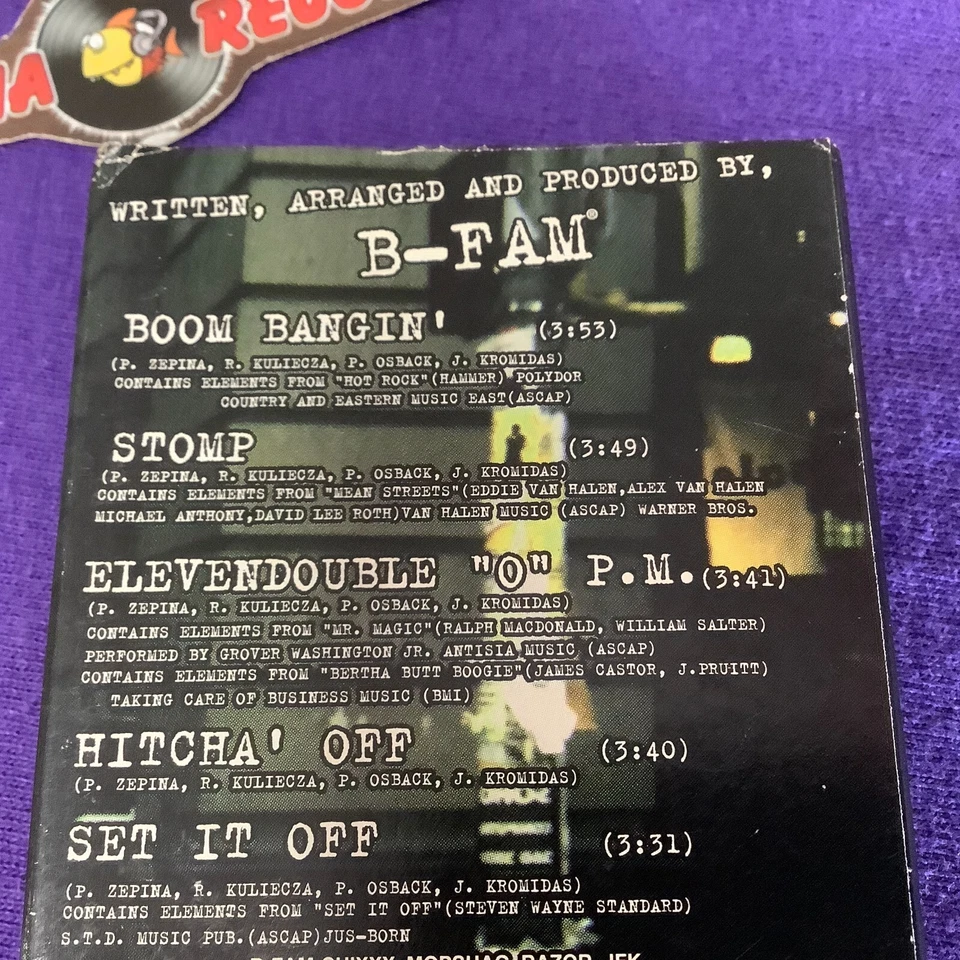 NA RECO
WRITTEN, ARRANGED AND PRODUCED BY,
B-FAM®
BOOM BANGIN' (3:53)
(P. ZEPINA, R. KULIECZA, P. OSBACK, J. KROMIDAS)
CONTAINS ELEMENTS FROM "HOT ROCK"(HAMMER) POLYDOR
COUNTRY AND EASTERN MUSIC EAST(ASCAP)
STOMP (3:49)
(P. ZEPINA, R. KULIECZA, P. OSBACK, J. KROMIDAS)
CONTAINS ELEMENTS FROM "MEAN STREETS"(EDDIE VAN HALEN,ALEX VAN HALEN
MICHAEL ANTHONY,DAVID LEE ROTH)VAN HALEN MUSIC (ASCAP) WARNER BROS.
ELEVENDOUBLE "O" P.M.(3:41)
(P. ZEPINA, R. KULIECZA, P. OSBACK, J. KROMIDAS)
CONTAINS ELEMENTS FROM "MR. MAGIC"(RALPH MACDONALD, WILLIAM SALTER)
PERFORMED BY GROVER WASHINGTON JR. ANTISIA MUSIC (ASCAP)
CONTAINS ELEMENTS FROM "BERTHA BUTT BOOGIE"(JAMES CASTOR, J.PRUITT)
TAKING CARE OF BUSINESS MUSIC (BMI)
HITCHA' OFF (3:40)
(P. ZEPINA, R. KULIECZA, P. OSBACK, J. KROMIDAS)
SET IT OFF (3:31)
(P. ZEPINA, R. KULIECZA, P. OSBACK, J. KROMIDAS)
CONTAINS ELEMENTS FROM "SET IT OFF"(STEVEN WAYNE STANDARD)
S.T.D. MUSIC PUB.(ASCAP)JUS-BORN